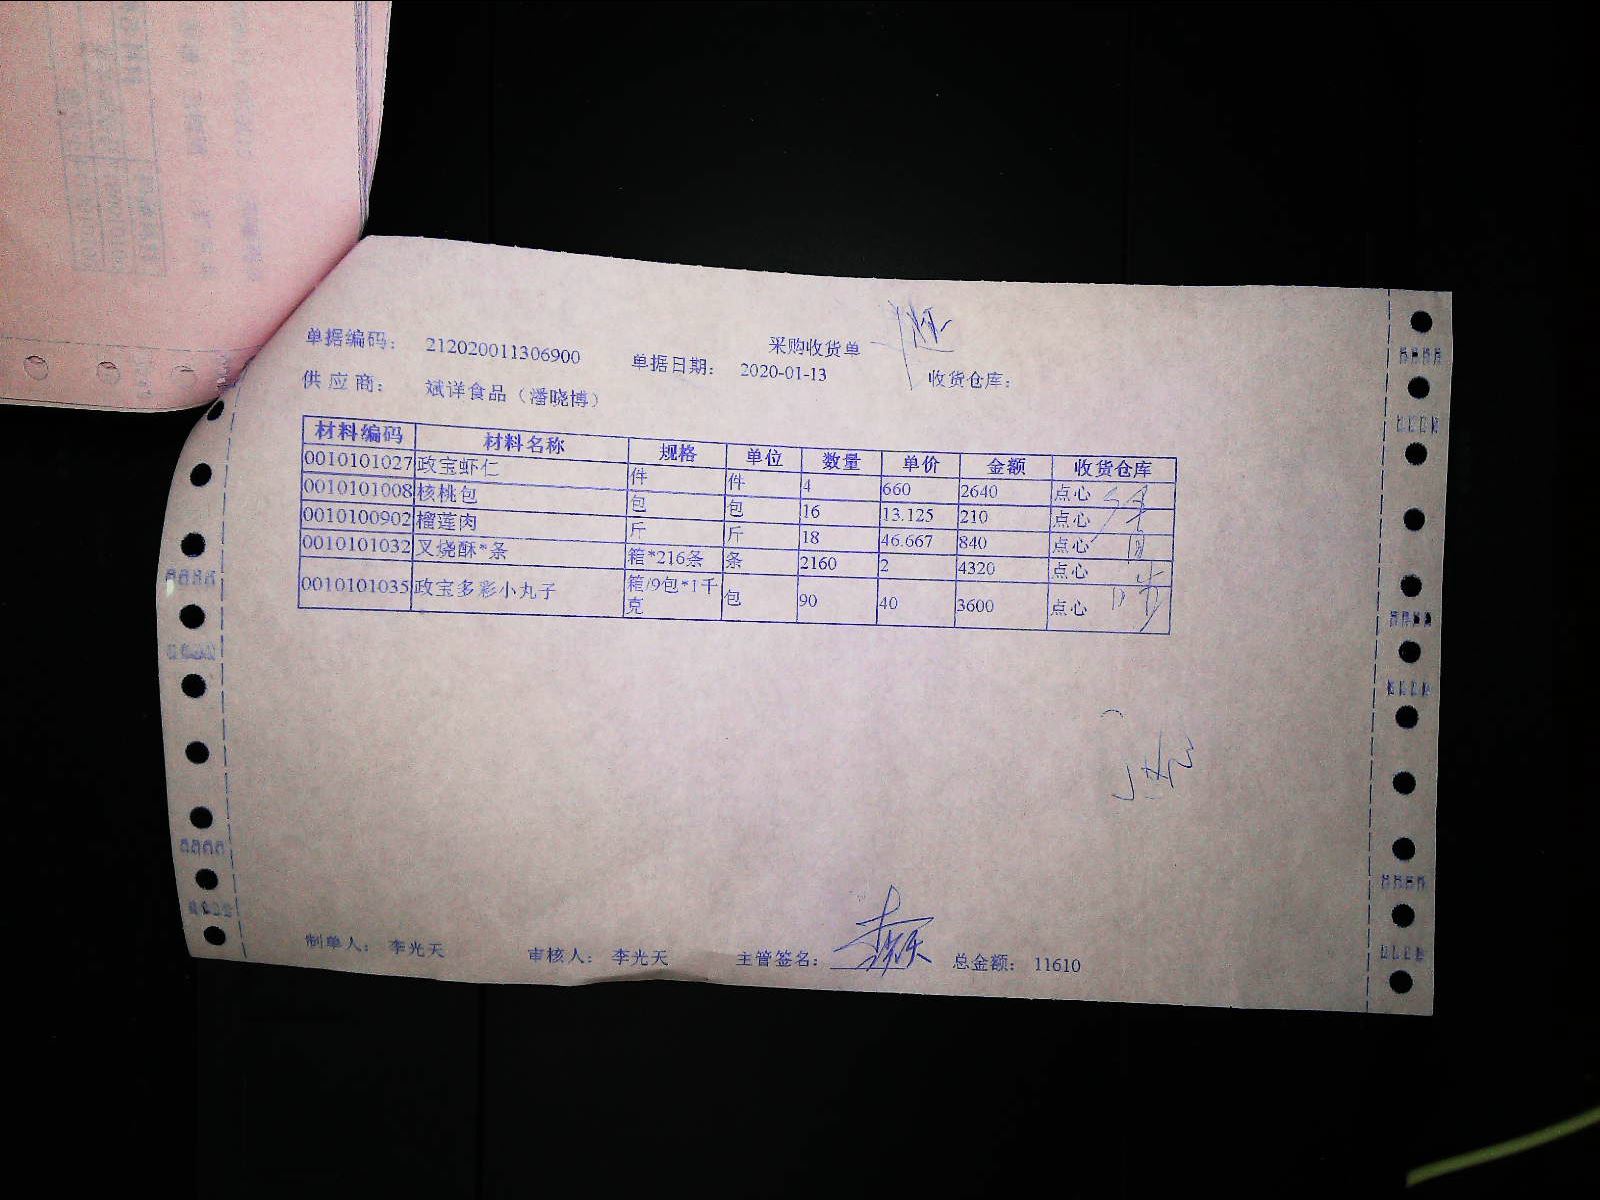 采购收货单
单据编码： 212020011306900 单据日期： 2020-01-13 收货仓库：
供应商： 斌详食品（潘晓博）
材料编码 材料名称 规格 单位 数量 单价 金额 收货仓库
0010101027 政宝虾仁 件 件 4 660 2640 点心
0010101008 核桃包 包 包 16 13.125 210 点心
0010100902 榴莲肉 斤 斤 18 46.667 840 点心
0010101032 叉烧酥*条 箱*216条 条 2160 2 4320 点心
0010101035 政宝多彩小丸子 箱/9包*1千克 包 90 40 3600 点心
制单人： 李光天 审核人： 李光天 主管签名： 总金额： 11610